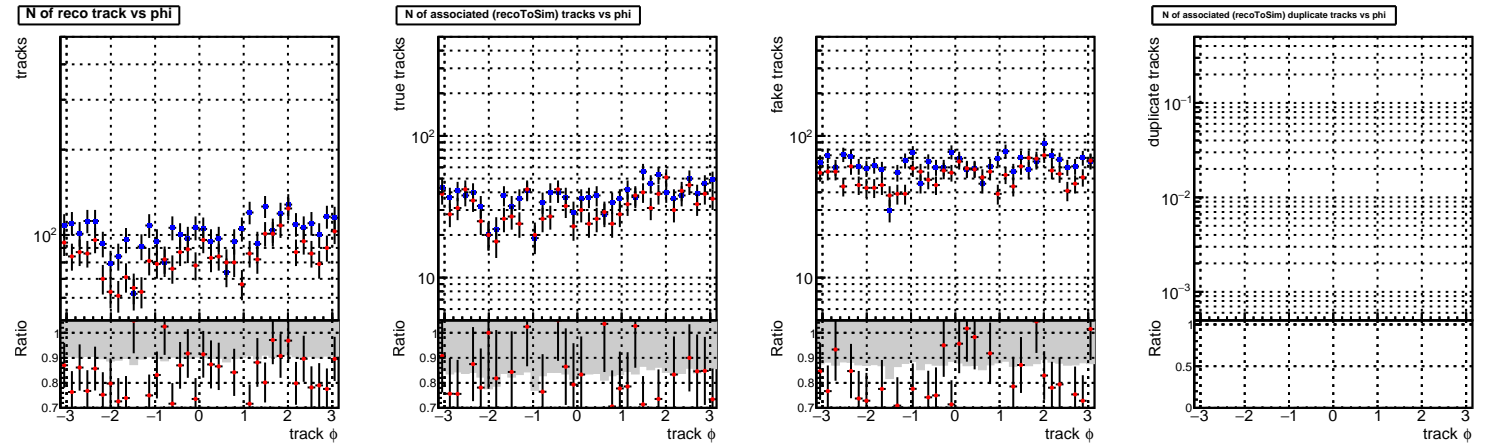 N of reco track vs phi
tracks
10²
Ratio
1
0.9
0.8
0.7
−3 −2 −1 0 1 2 3
track ϕ
N of associated (recoToSim) tracks vs phi
true tracks
10²
10
Ratio
1
0.9
0.8
0.7
−3 −2 −1 0 1 2 3
track ϕ
fake tracks
10²
10
Ratio
1
0.9
0.8
0.7
−3 −2 −1 0 1 2 3
track ϕ
N of associated (recoToSim) duplicate tracks vs phi
duplicate tracks
10⁻¹
10⁻²
10⁻³
Ratio
1
0.5
0
−3 −2 −1 0 1 2 3
track ϕ